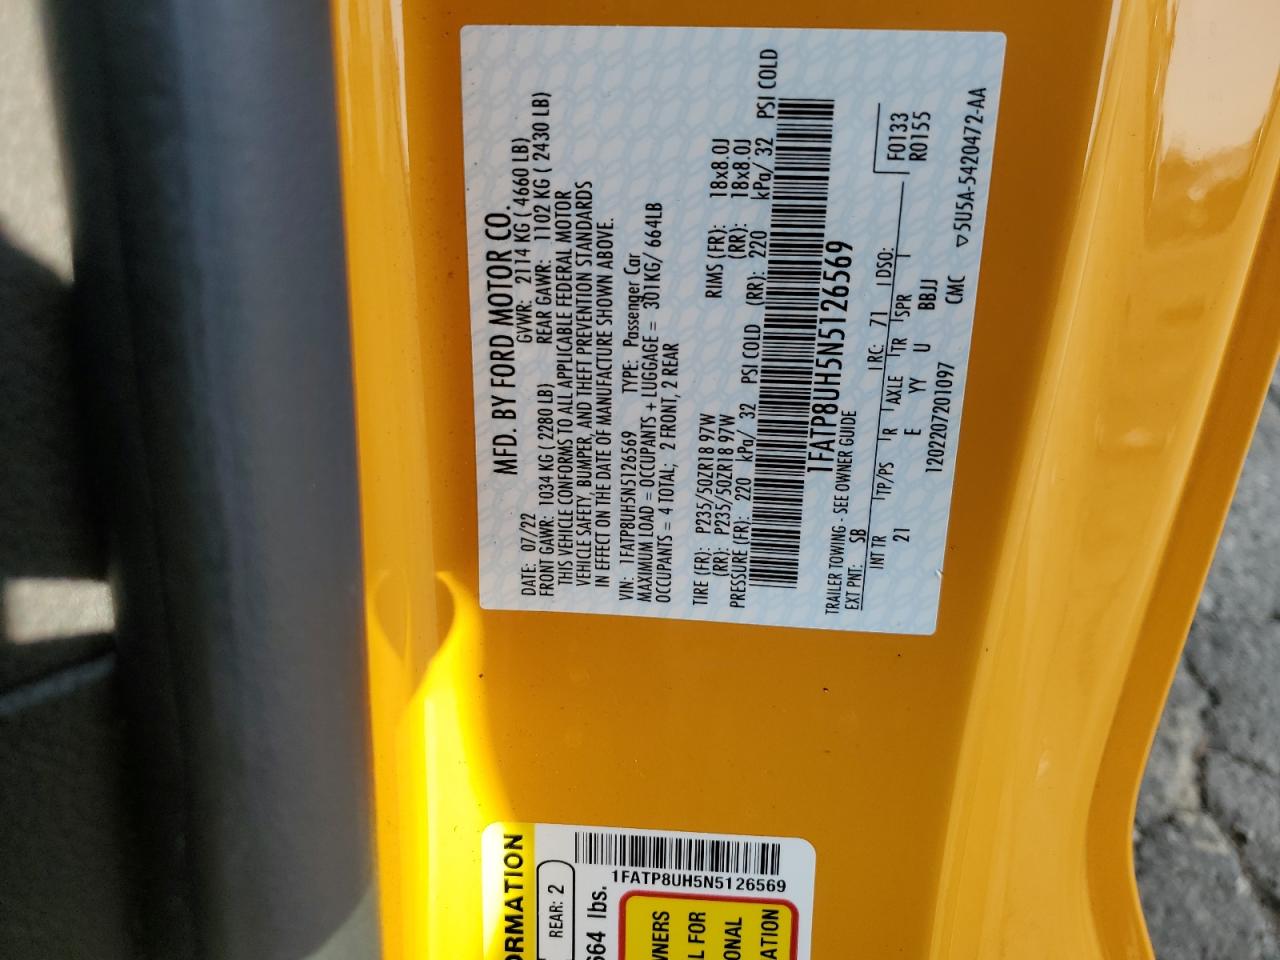 MFD. BY FORD MOTOR CO.
DATE: 07/22 GVWR: 2114 KG ( 4660 LB)
FRONT GAWR: 1034 KG ( 2280 LB) REAR GAWR: 1102 KG ( 2430 LB)
THIS VEHICLE CONFORMS TO ALL APPLICABLE FEDERAL MOTOR
VEHICLE SAFETY, BUMPER, AND THEFT PREVENTION STANDARDS
IN EFFECT ON THE DATE OF MANUFACTURE SHOWN ABOVE.
VIN: 1FATP8UH5N5126569 TYPE: Passenger Car
MAXIMUM LOAD = OCCUPANTS + LUGGAGE = 301KG/ 664LB
OCCUPANTS = 4 TOTAL; 2 FRONT, 2 REAR
TIRE (FR): P235/50ZR18 97W RIMS (FR): 18x8.0J
(RR): P235/50ZR18 97W (RR): 18x8.0J
PRESSURE (FR): 220 kPa/ 32 PSI COLD (RR): 220 kPa/ 32 PSI COLD
1FATP8UH5N5126569
TRAILER TOWING - SEE OWNER GUIDE
EXT PNT: SB RC: 71 DSO:
INT TR TP/PS R AXLE TR SPR F0133
21 E YY U BBJJ R0155
1202207201097 CMC ▽5U5A-5420472-AA
ORMATION
REAR: 2
664 lbs.
1FATP8UH5N5126569
WNERS
L FOR
ONAL
ATION